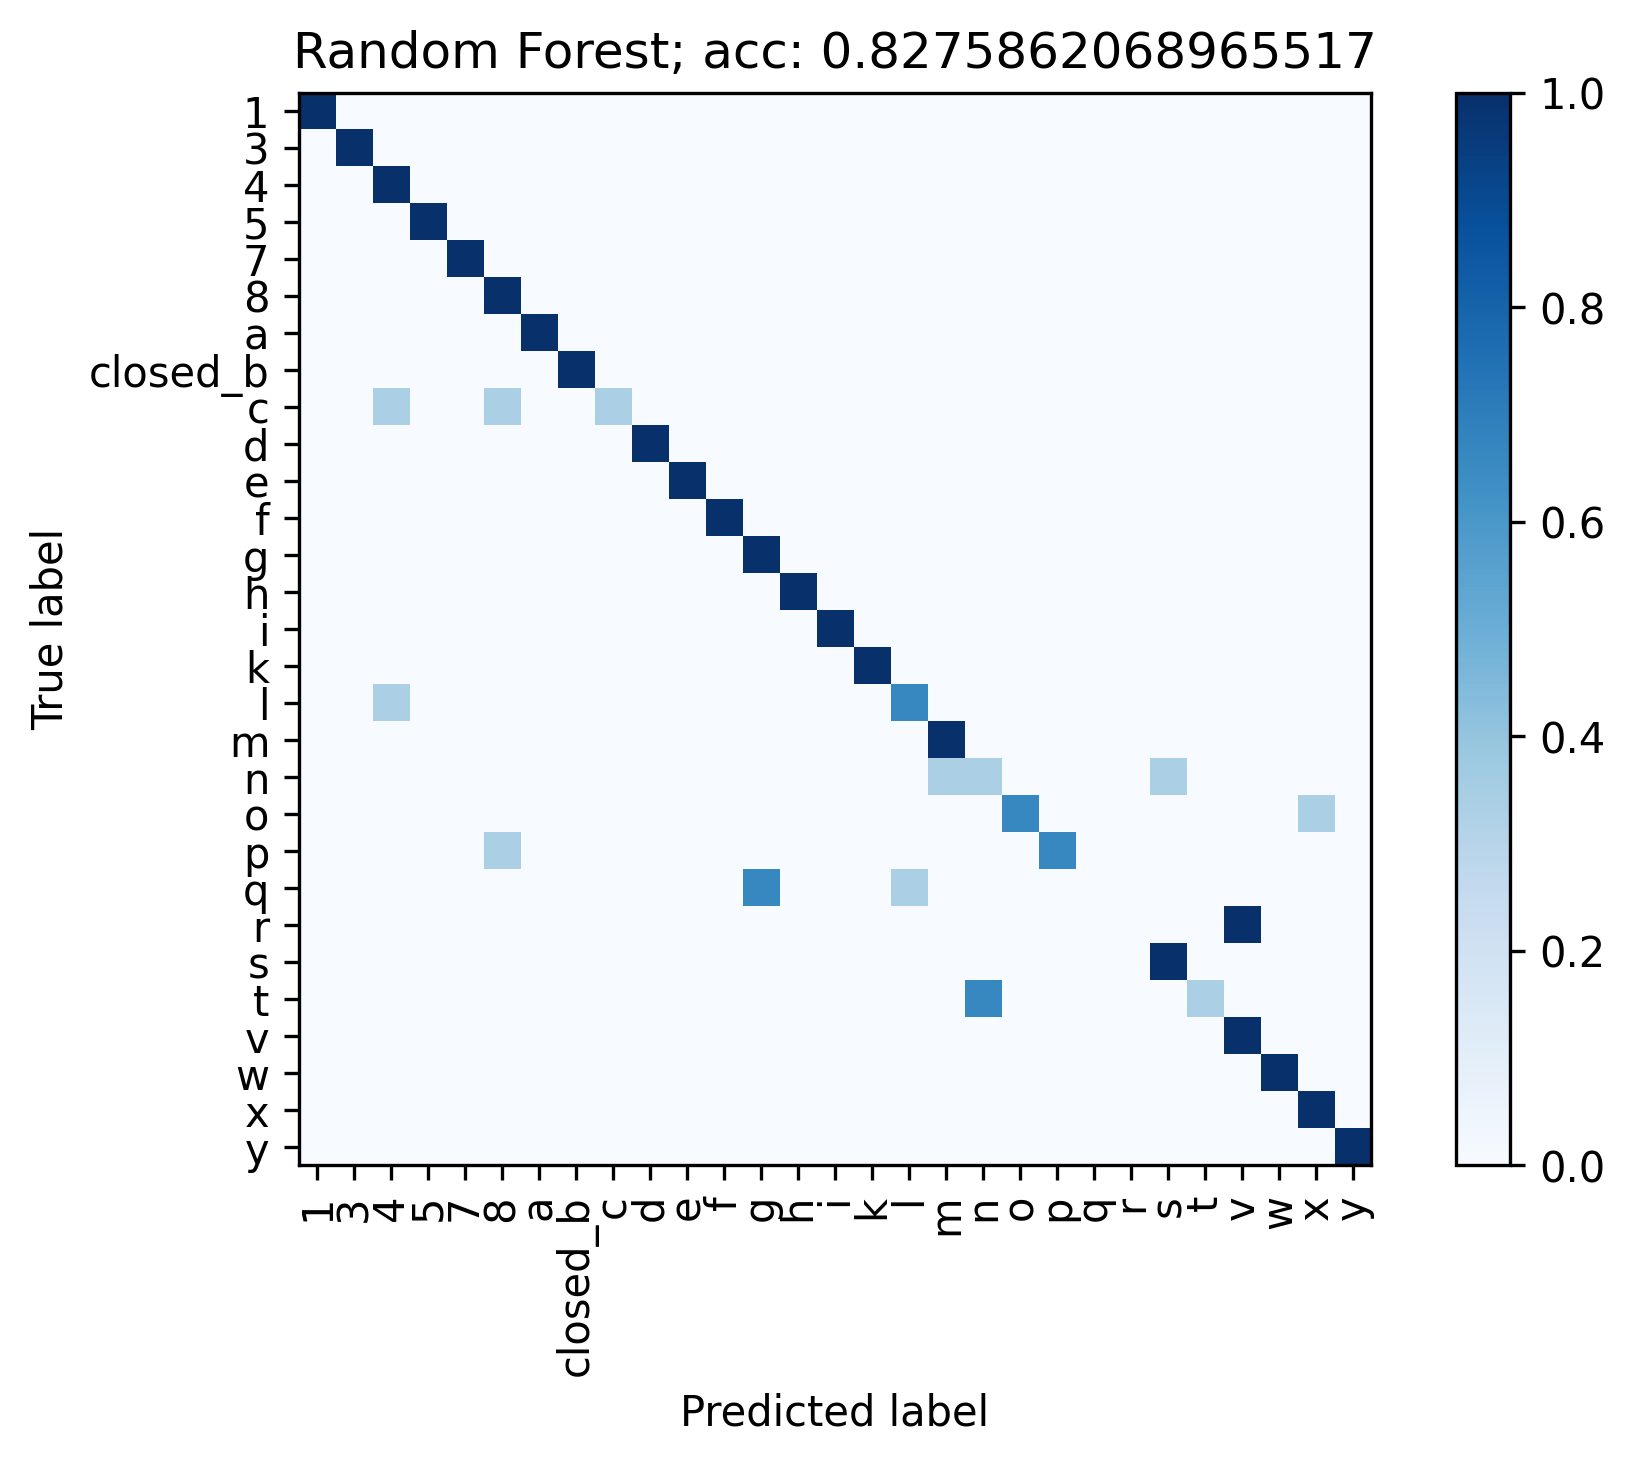 Random Forest; acc: 0.8275862068965517
True label
1
3
4
5
7
8
a
closed_b
c
d
e
f
g
h
i
k
l
m
n
o
p
q
r
s
t
v
w
x
y
1 3 4 5 7 8 a closed_b c d e f g h i k l m n o p q r s t v w x y
Predicted label
1.0
0.8
0.6
0.4
0.2
0.0